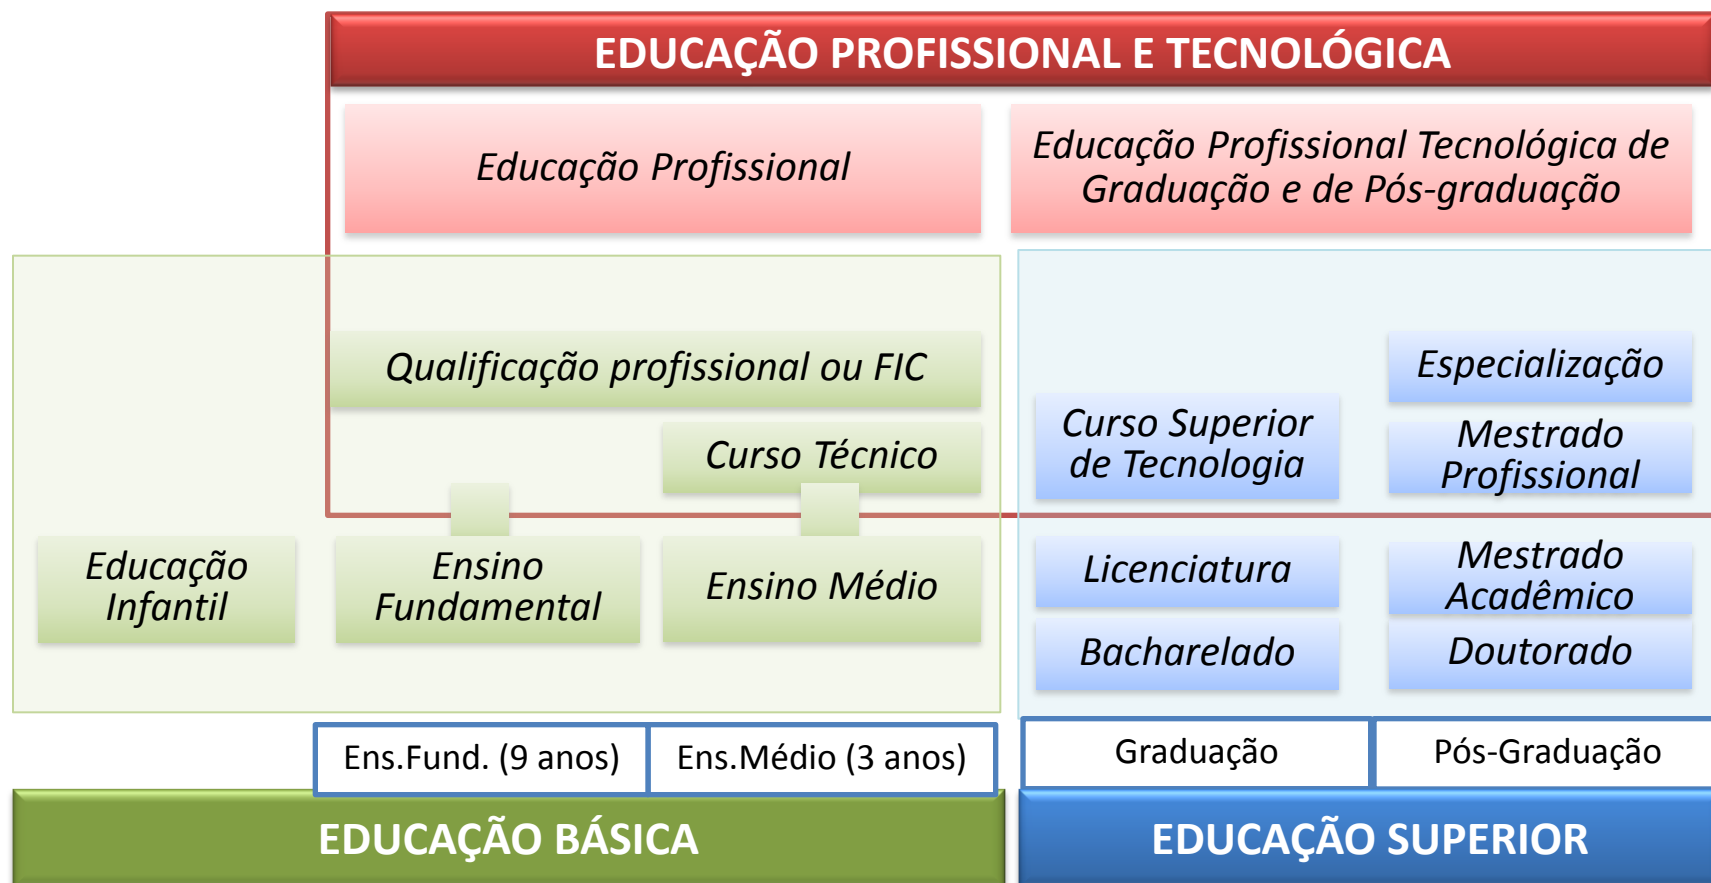 EDUCAÇÃO PROFISSIONAL E TECNOLÓGICA
Educação Profissional
Educação Profissional Tecnológica de
Graduação e de Pós-graduação
Qualificação profissional ou FIC
Curso Técnico
Curso Superior
de Tecnologia
Especialização
Mestrado
Profissional
Educação
Infantil
Ensino
Fundamental
Ensino Médio
Licenciatura
Bacharelado
Mestrado
Acadêmico
Doutorado
Ens.Fund. (9 anos)
Ens.Médio (3 anos)
Graduação
Pós-Graduação
EDUCAÇÃO BÁSICA
EDUCAÇÃO SUPERIOR